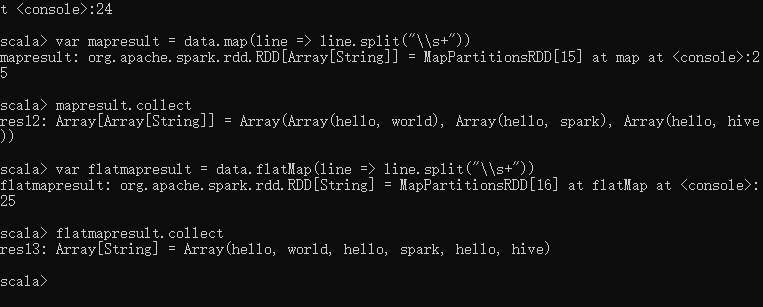 t <console>:24
scala> var mapresult = data.map(line => line.split("\\s+"))
mapresult: org.apache.spark.rdd.RDD[Array[String]] = MapPartitionsRDD[15] at map at <console>:2
5
scala> mapresult.collect
res12: Array[Array[String]] = Array(Array(hello, world), Array(hello, spark), Array(hello, hive
))
scala> var flatmapresult = data.flatMap(line => line.split("\\s+"))
flatmapresult: org.apache.spark.rdd.RDD[String] = MapPartitionsRDD[16] at flatMap at <console>:
25
scala> flatmapresult.collect
res13: Array[String] = Array(hello, world, hello, spark, hello, hive)
scala>